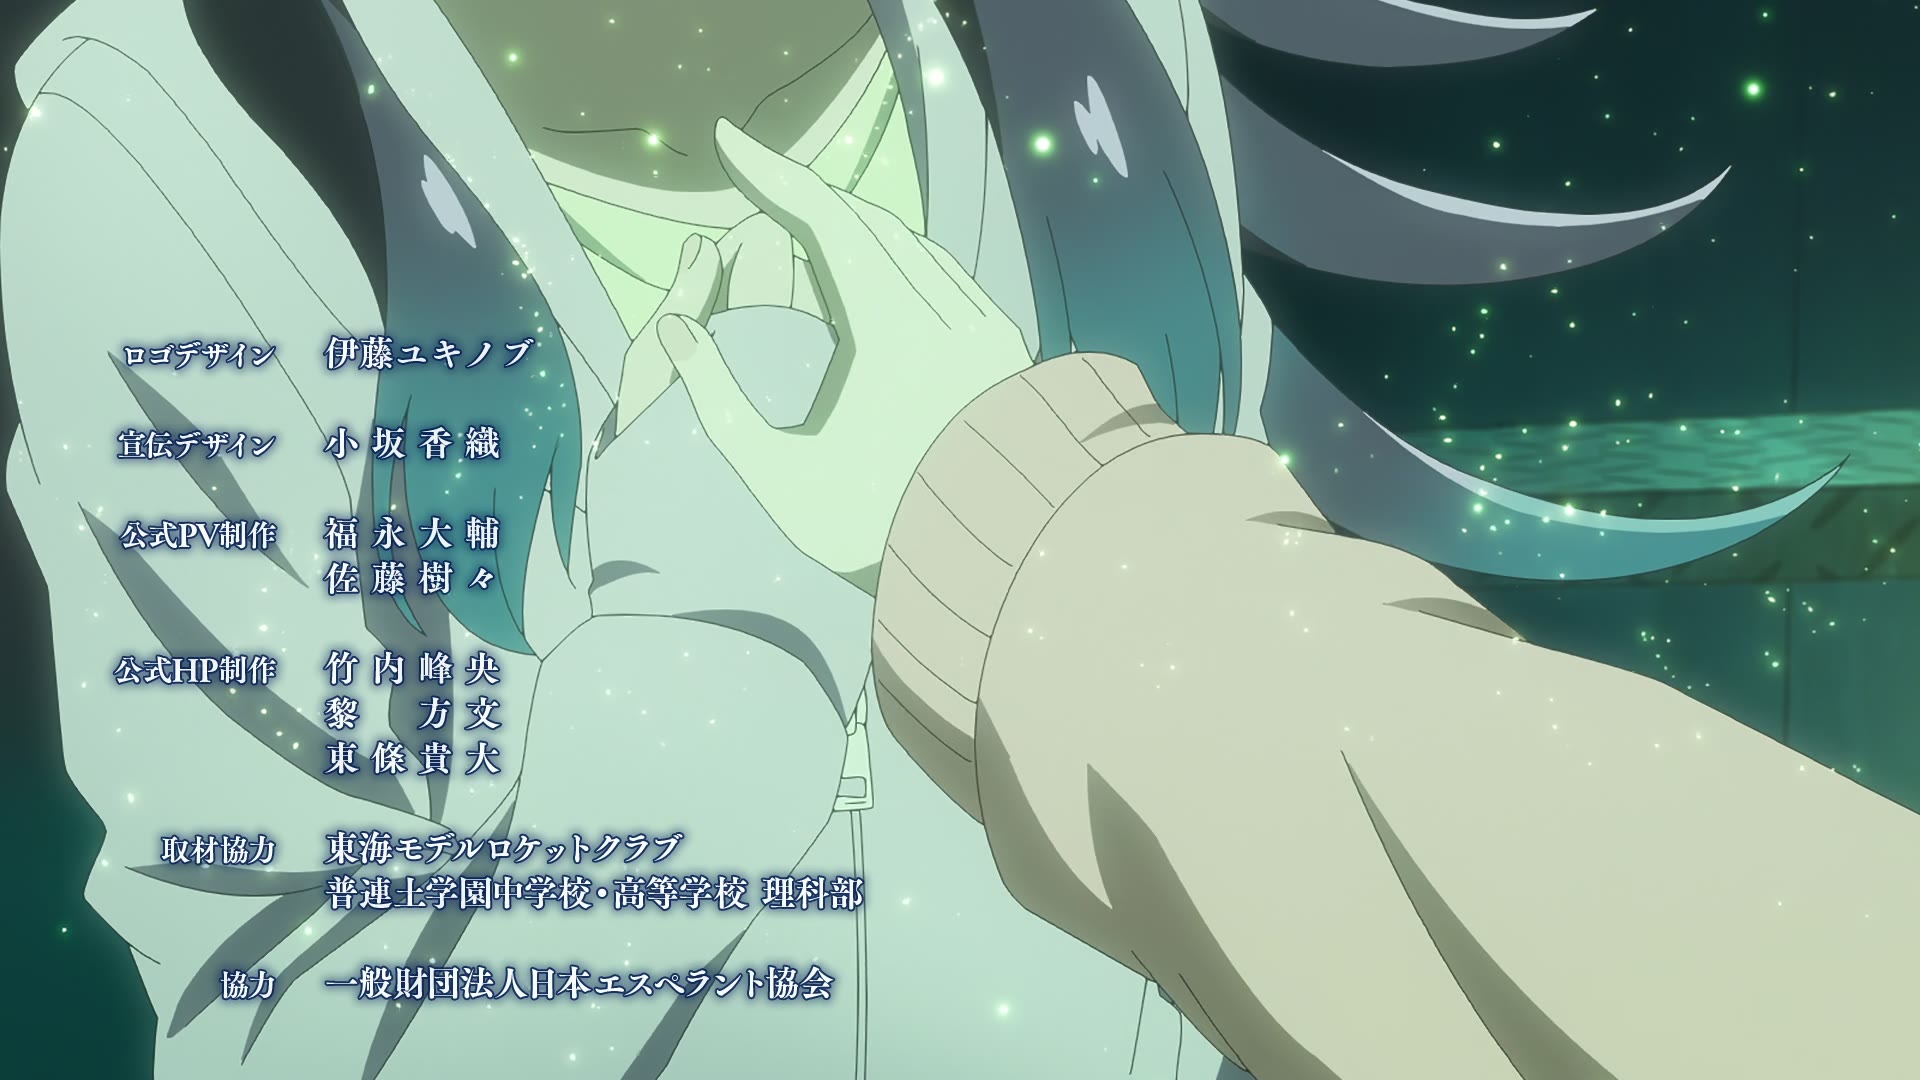 ロゴデザイン 伊藤ユキノブ
宣伝デザイン 小坂香織
公式PV制作 福永大輔
佐藤樹々
公式HP制作 竹内峰央
黎 方文
東條貴大
取材協力 東海モデルロケットクラブ
普連土学園中学校・高等学校 理科部
協力 一般財団法人日本エスペラント協会